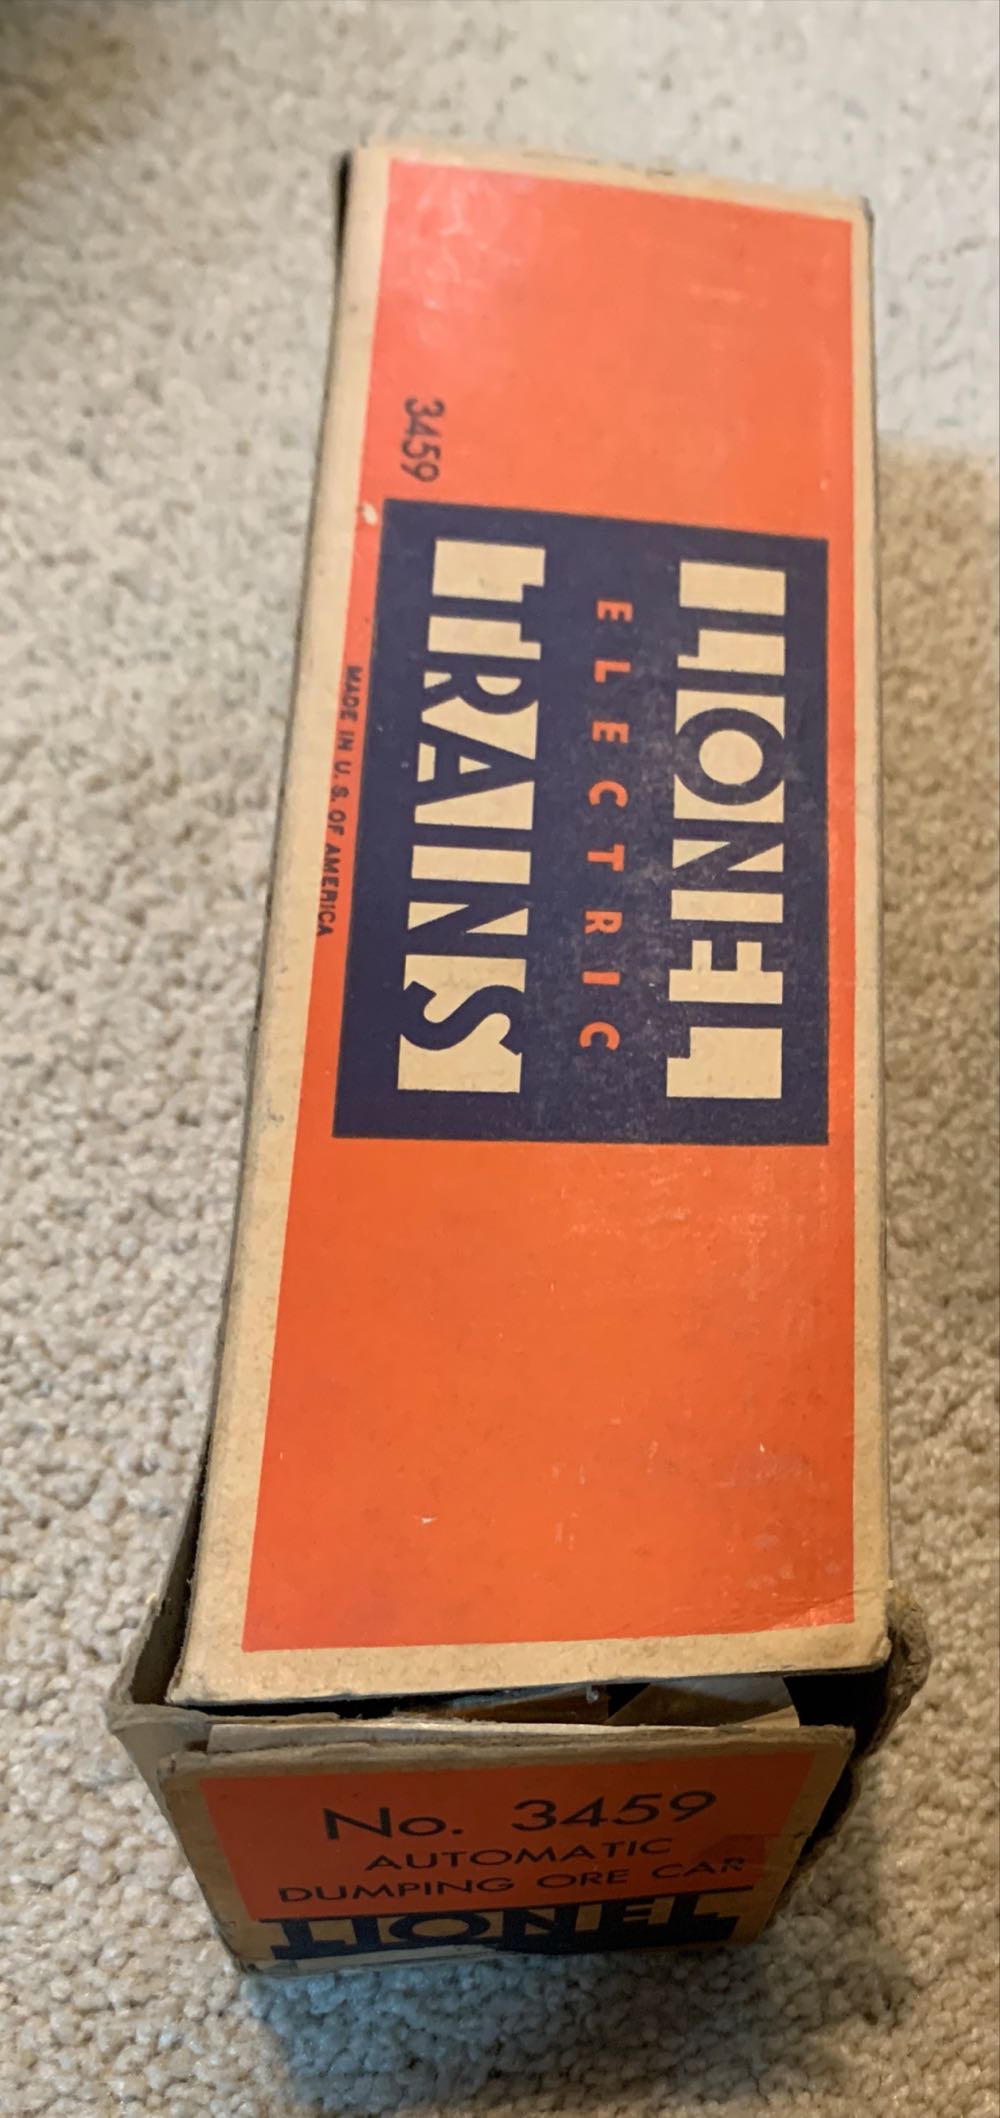 LIONEL
ELECTRIC
TRAINS
3459
MADE IN U. S. OF AMERICA
No. 3459
AUTOMATIC
DUMPING ORE CAR
LIONEL